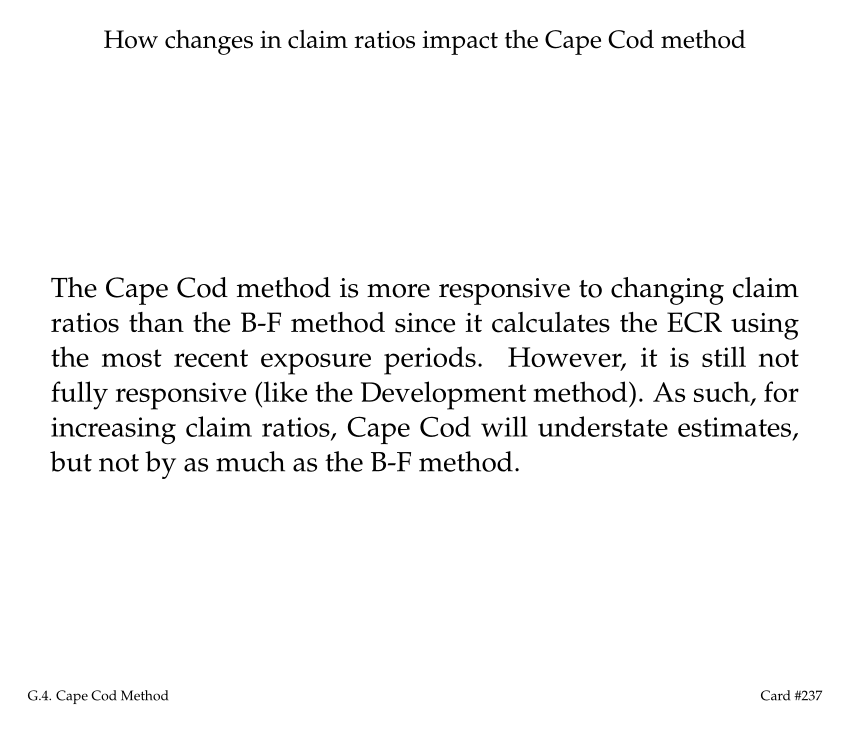 How changes in claim ratios impact the Cape Cod method
The Cape Cod method is more responsive to changing claim
ratios than the B-F method since it calculates the ECR using
the most recent exposure periods. However, it is still not
fully responsive (like the Development method). As such, for
increasing claim ratios, Cape Cod will understate estimates,
but not by as much as the B-F method.
G.4. Cape Cod Method
Card #237